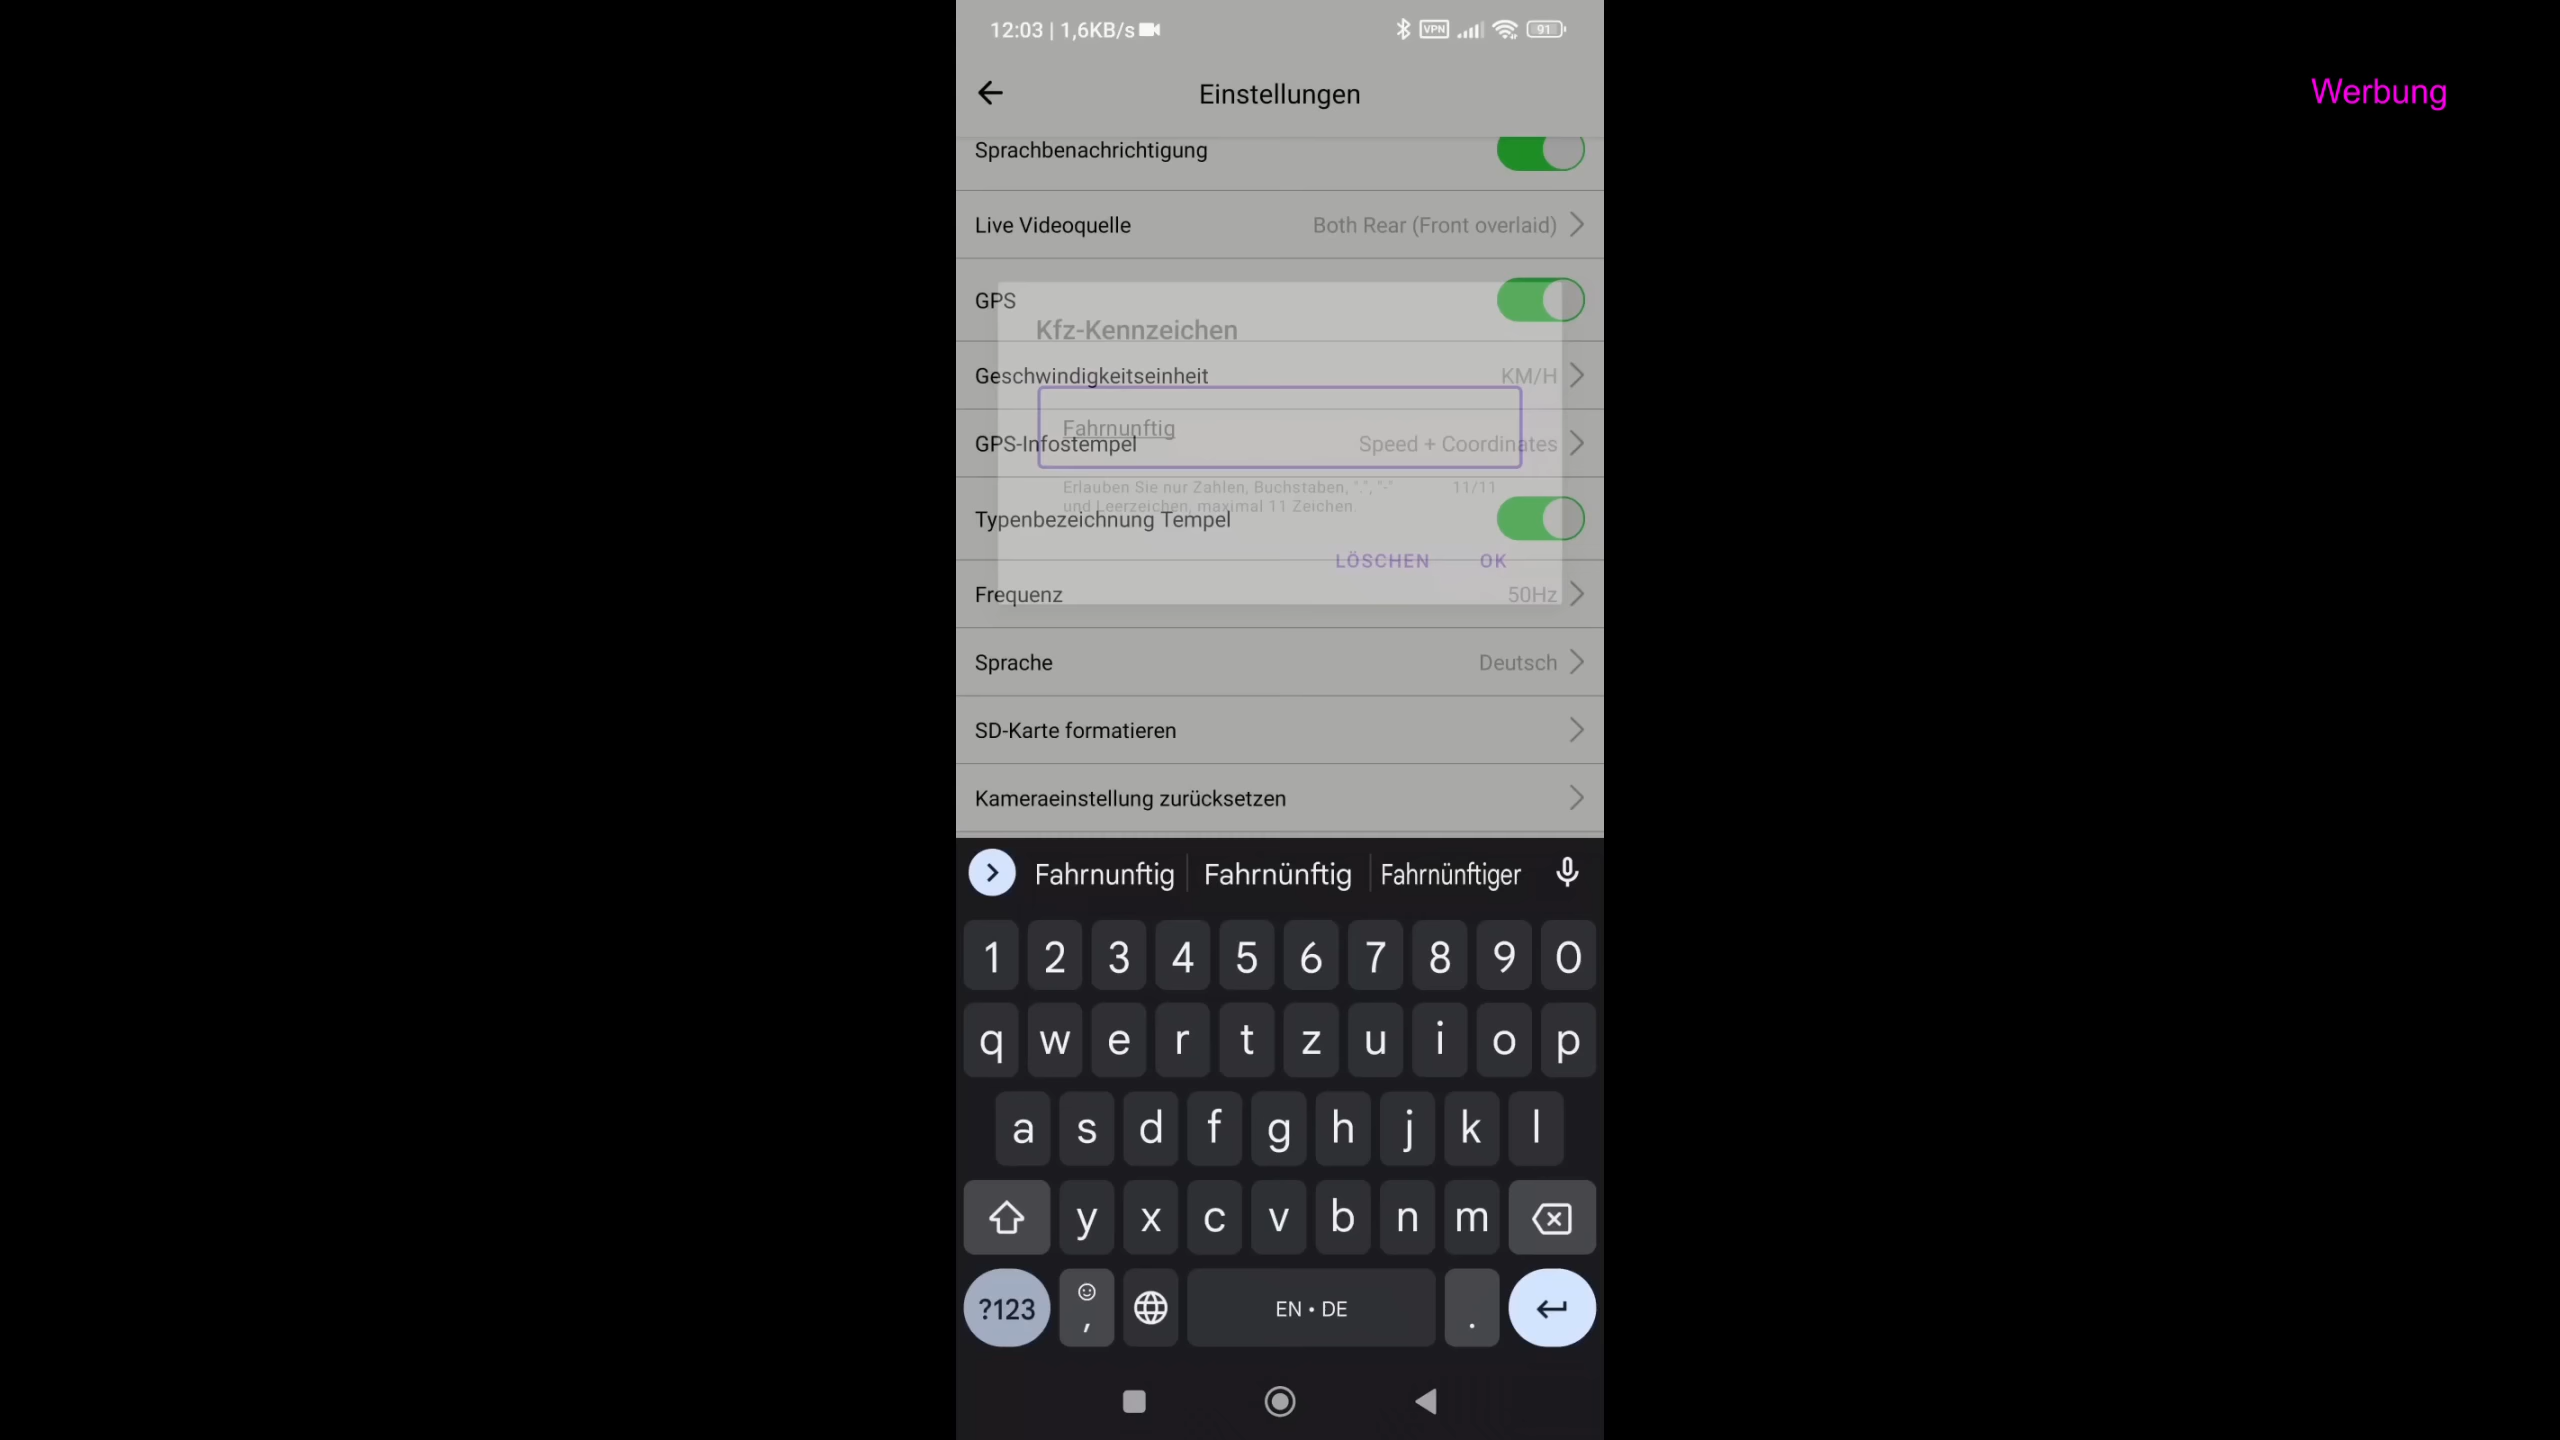 12:03 | 1,6KB/s VPN 91
Werbung
Einstellungen
Sprachbenachrichtigung
Live Videoquelle Both Rear (Front overlaid)
GPS
Kfz-Kennzeichen
Geschwindigkeitseinheit KM/H
Fahrnunftig
GPS-Infostempel Speed + Coordinates
Erlauben Sie nur Zahlen, Buchstaben, ".", "-" 11/11
und Leerzeichen, maximal 11 Zeichen.
Typenbezeichnung Tempel
LÖSCHEN OK
Frequenz 50Hz
Sprache Deutsch
SD-Karte formatieren
Kameraeinstellung zurücksetzen
Fahrnunftig Fahrnünftig Fahrnünftiger
1 2 3 4 5 6 7 8 9 0
q w e r t z u i o p
a s d f g h j k l
y x c v b n m
?123 , EN • DE .